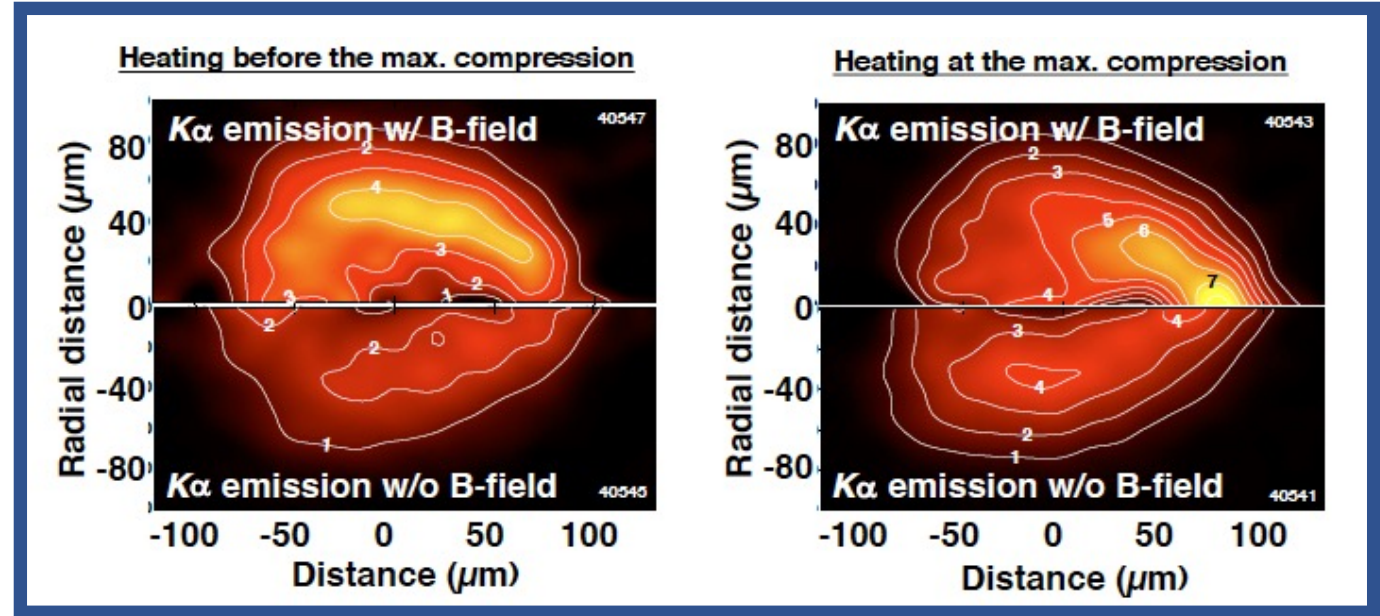 Heating before the max. compression
Kα emission w/ B-field 40547
80
40
0
-40
-80
Radial distance (μm)
2
4
3
2
1
3
2
2
1
Kα emission w/o B-field 40545
-100 -50 0 50 100
Distance (μm)
Heating at the max. compression
Kα emission w/ B-field 40543
80
40
0
-40
-80
Radial distance (μm)
1
2
3
5
6
7
4
4
3
4
2
1
Kα emission w/o B-field 40541
-100 -50 0 50 100
Distance (μm)